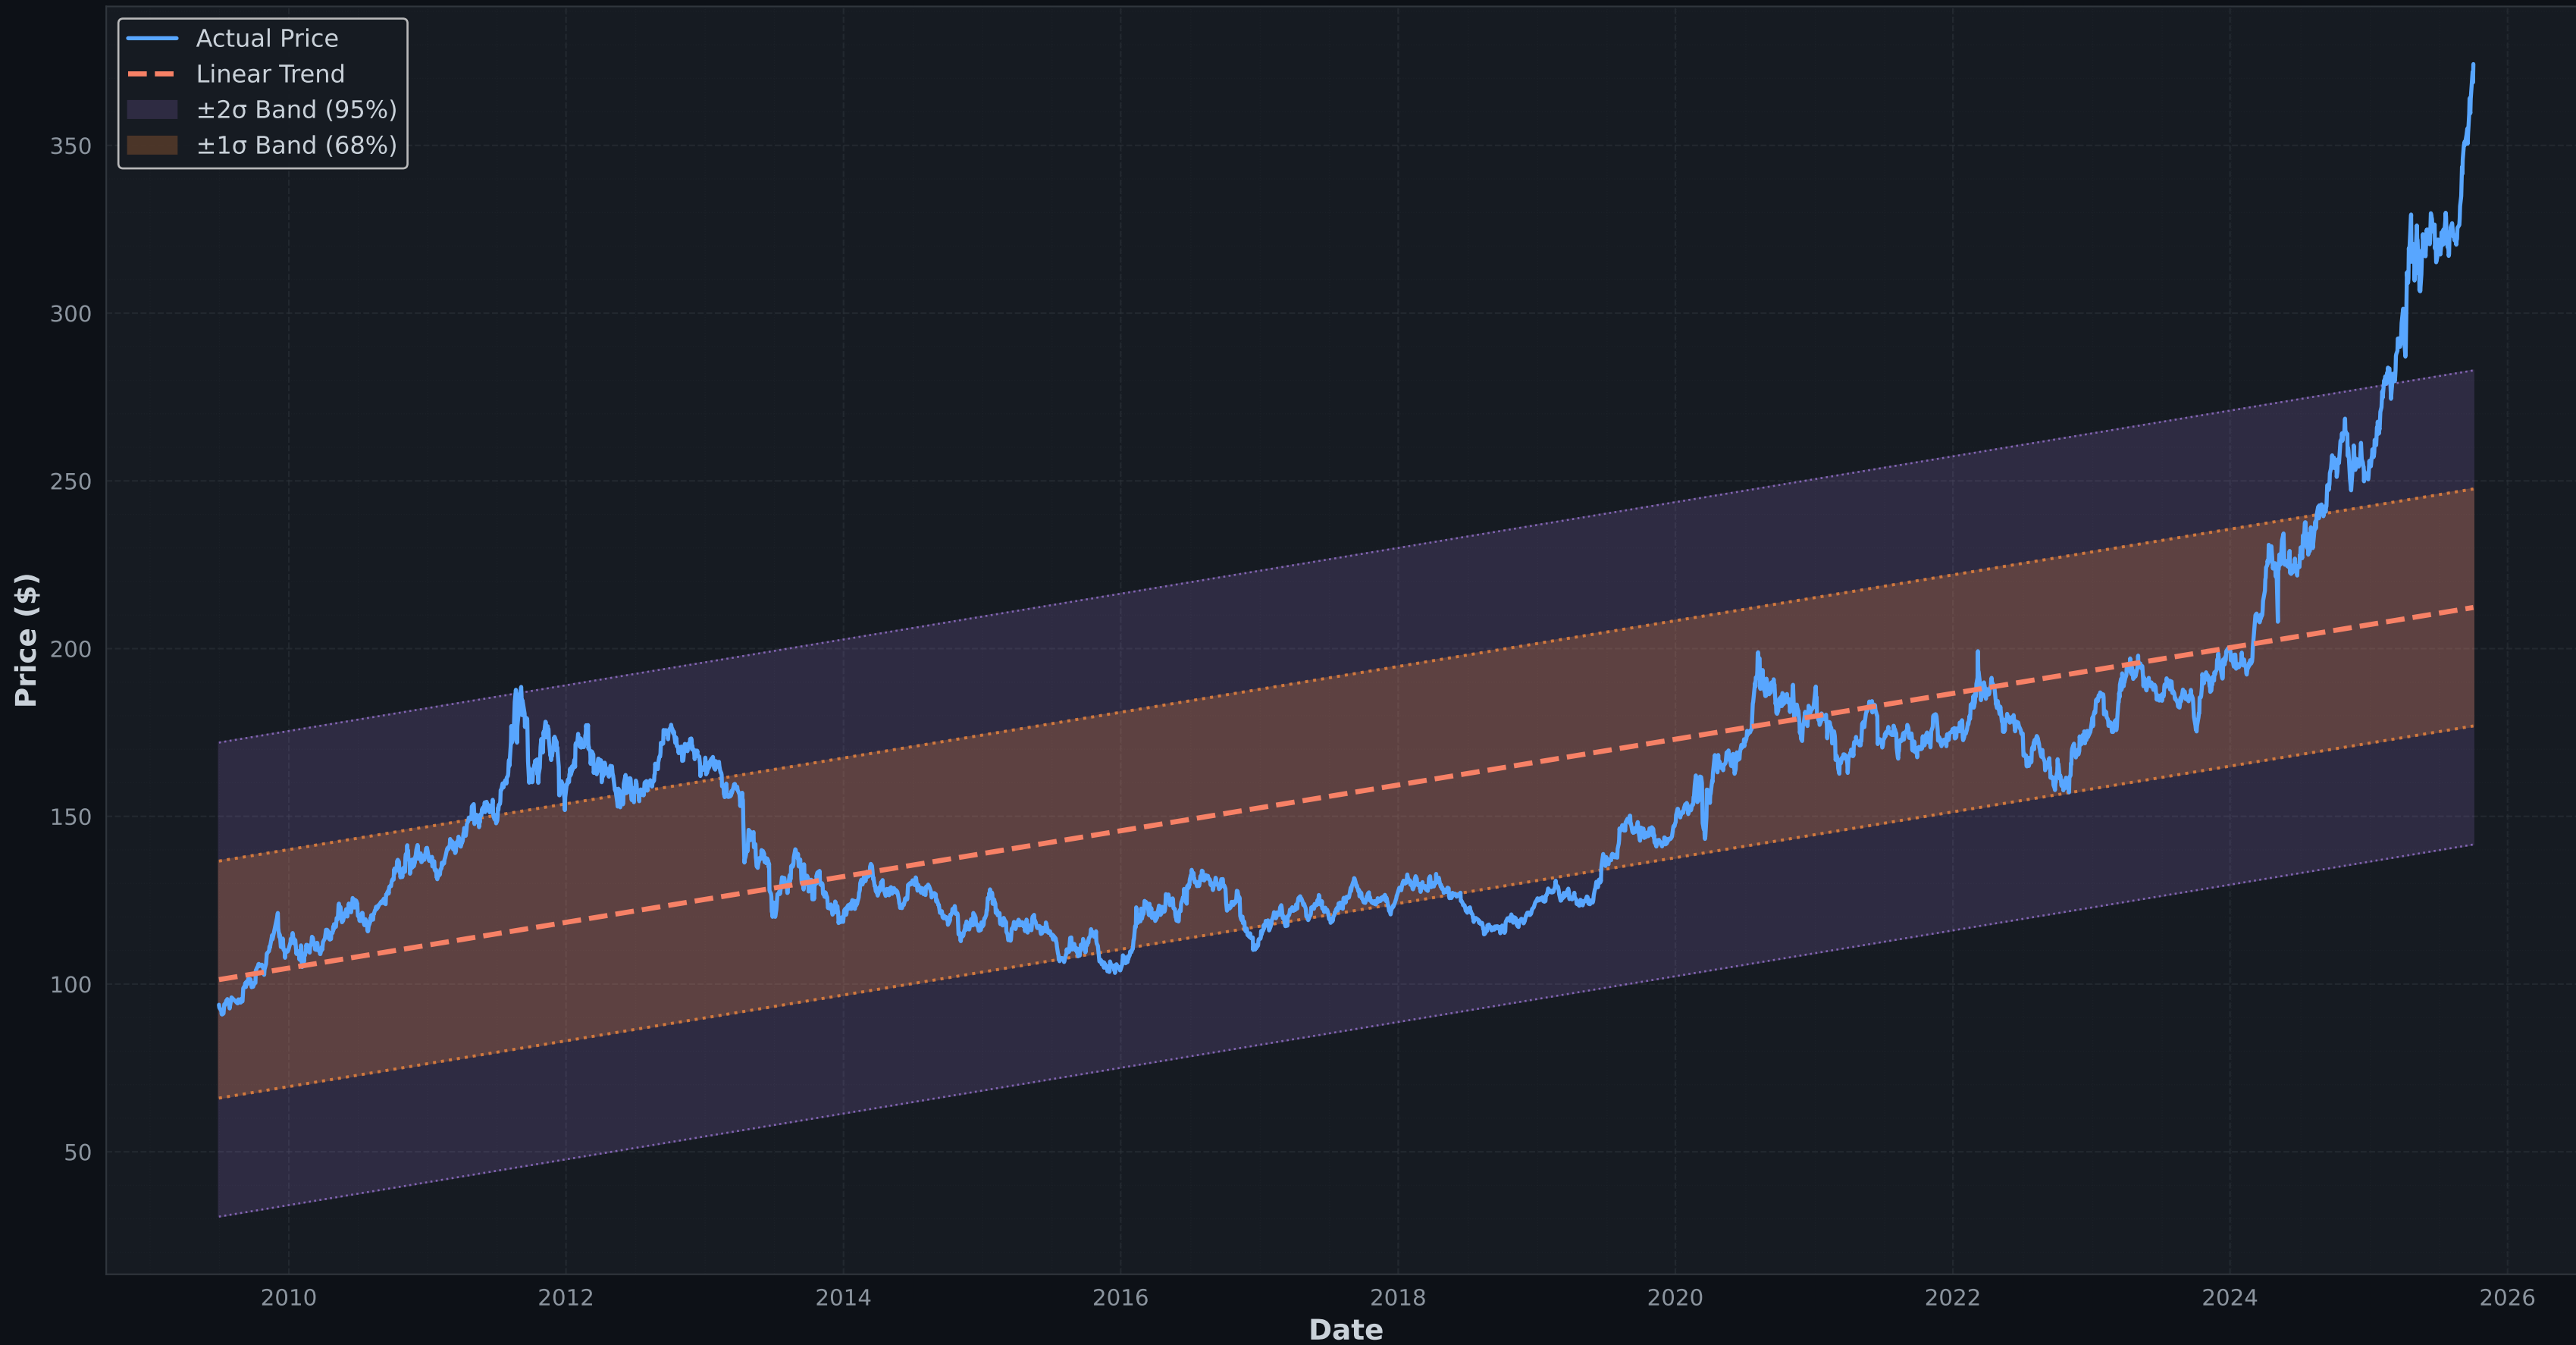 Actual Price
Linear Trend
±2σ Band (95%)
±1σ Band (68%)
350
300
250
200
150
100
50
Price ($)
2010 2012 2014 2016 2018 2020 2022 2024 2026
Date